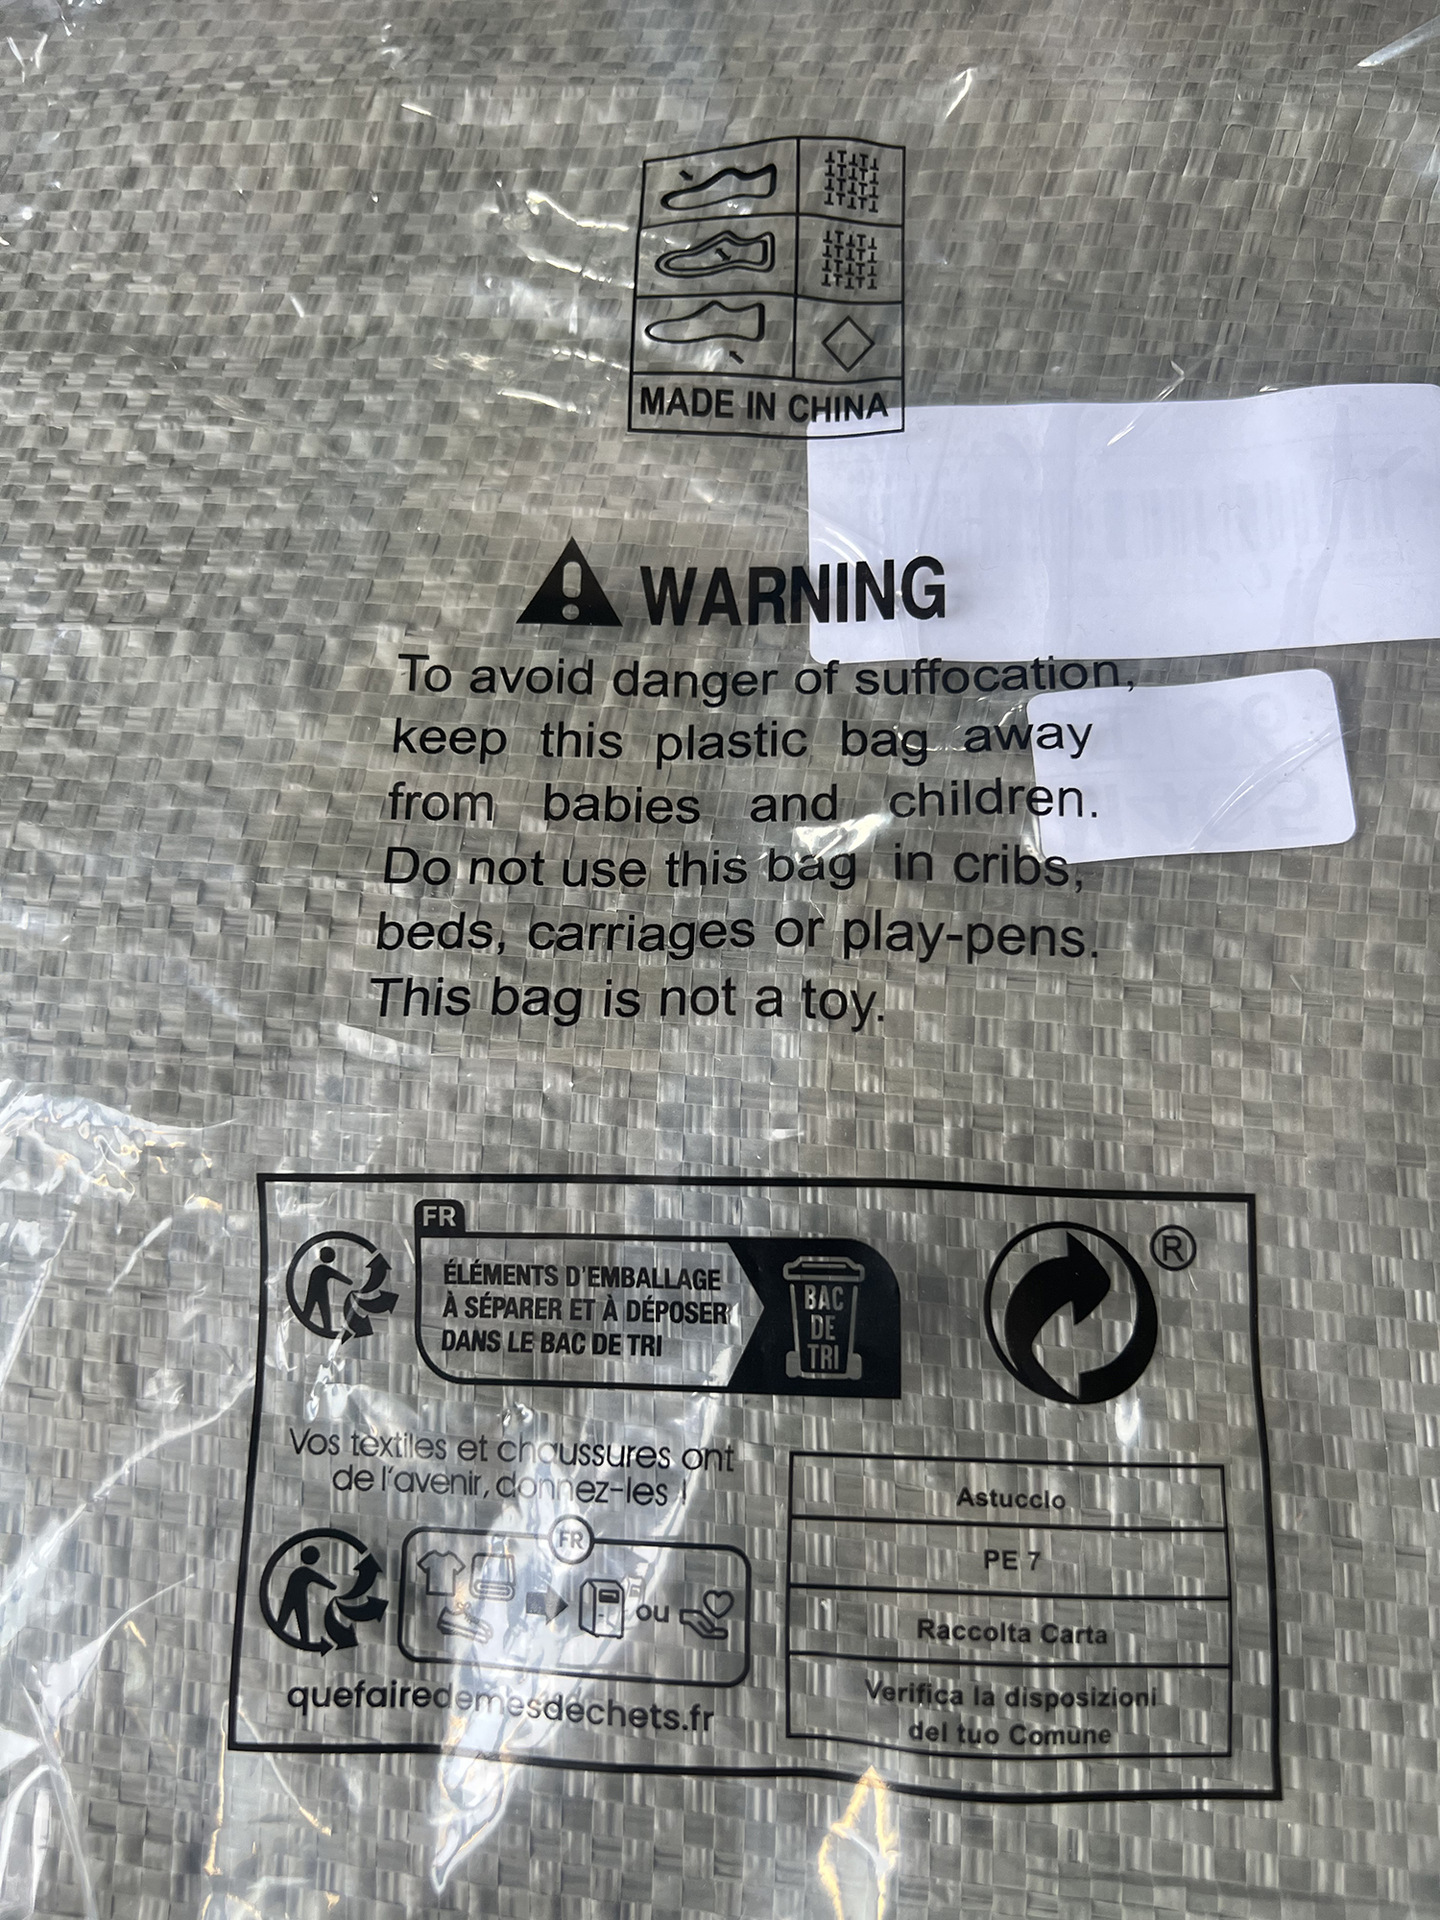 MADE IN CHINA
WARNING
To avoid danger of suffocation,
keep this plastic bag away
from babies and children.
Do not use this bag in cribs,
beds, carriages or play-pens.
This bag is not a toy.
FR
ÉLÉMENTS D'EMBALLAGE
À SÉPARER ET À DÉPOSER
DANS LE BAC DE TRI
BAC
DE
TRI
®
Vos textiles et chaussures ont
de l'avenir, donnez-les !
FR
ou
quefairedemesdechets.fr
Astuccio
PE 7
Raccolta Carta
Verifica la disposizioni
del tuo Comune